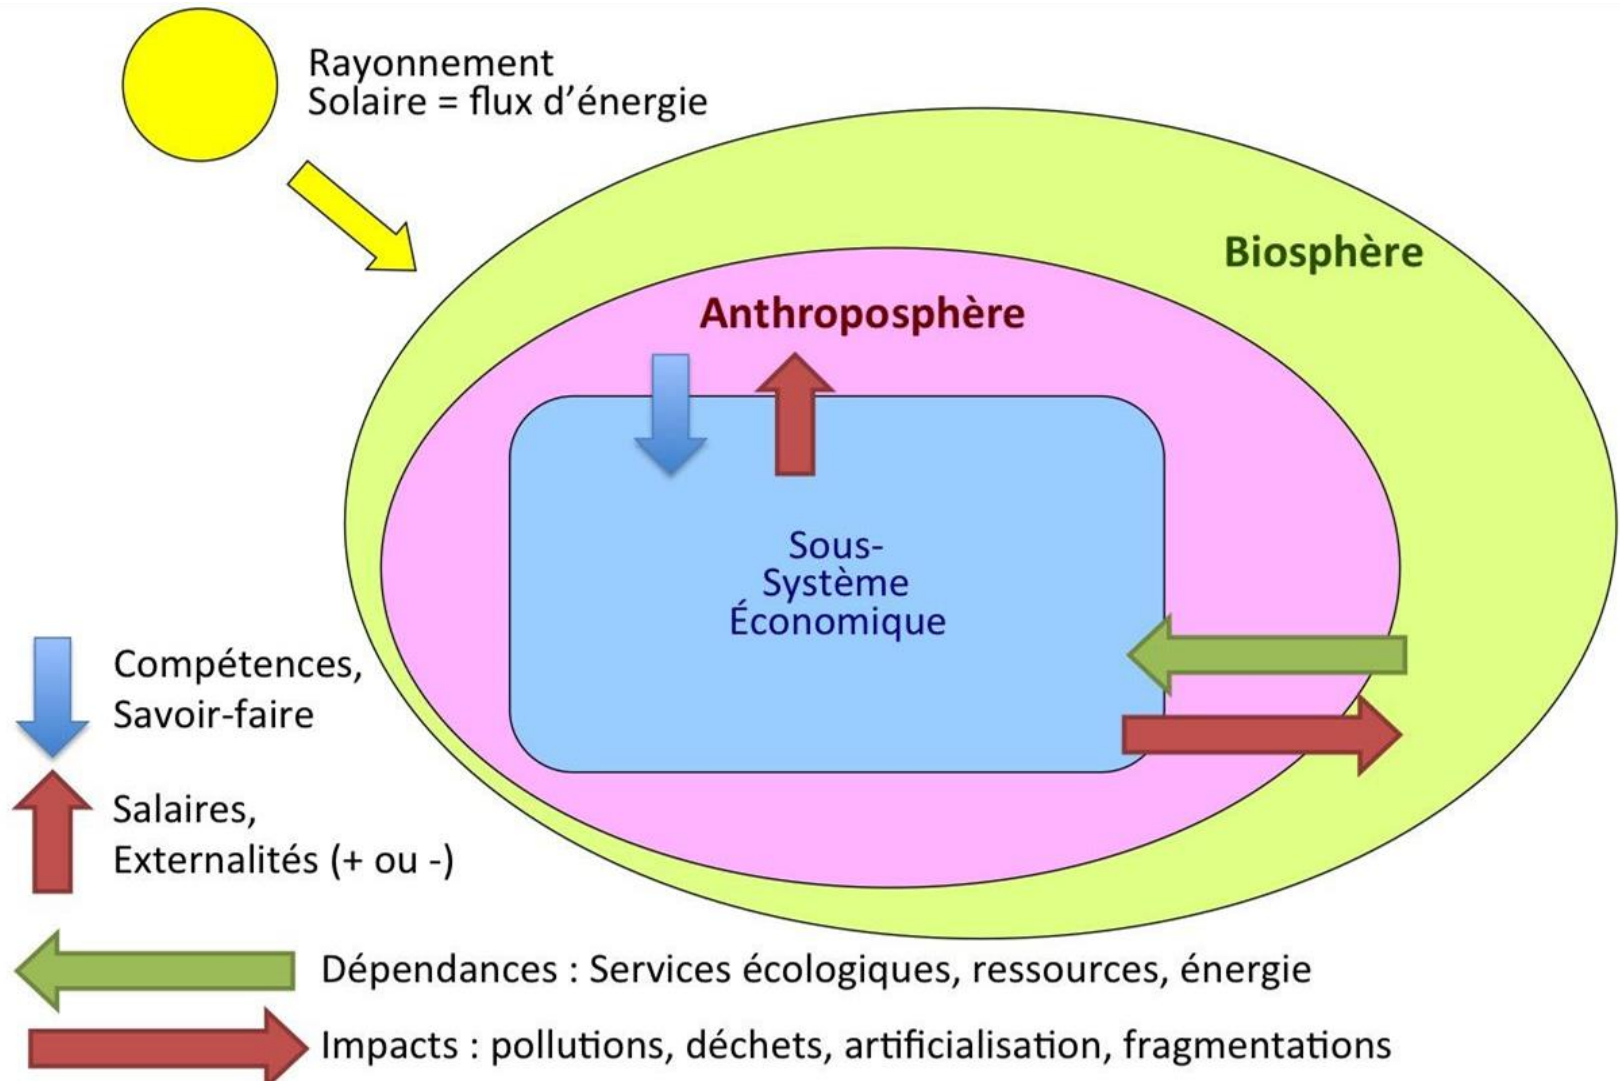 Rayonnement
Solaire = flux d’énergie
Biosphère
Anthroposphère
Sous-
Système
Économique
Compétences,
Savoir-faire
Salaires,
Externalités (+ ou -)
Dépendances : Services écologiques, ressources, énergie
Impacts : pollutions, déchets, artificialisation, fragmentations